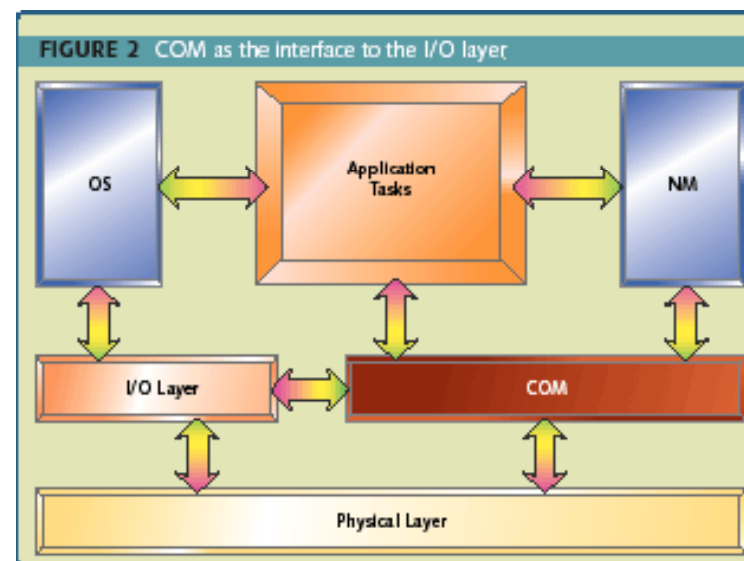 FIGURE 2 COM as the interface to the I/O layer
OS
Application
Tasks
NM
I/O Layer
COM
Physical Layer